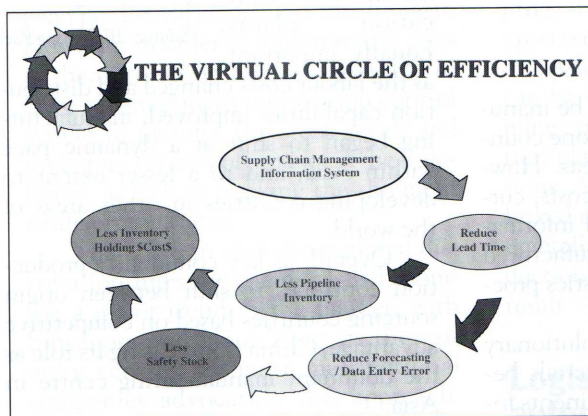 THE VIRTUAL CIRCLE OF EFFICIENCY
Supply Chain Management
Information System
Less Inventory
Holding $Cost$
Reduce
Lead Time
Less Pipeline
Inventory
Less
Safety Stock
Reduce Forecasting
/ Data Entry Error